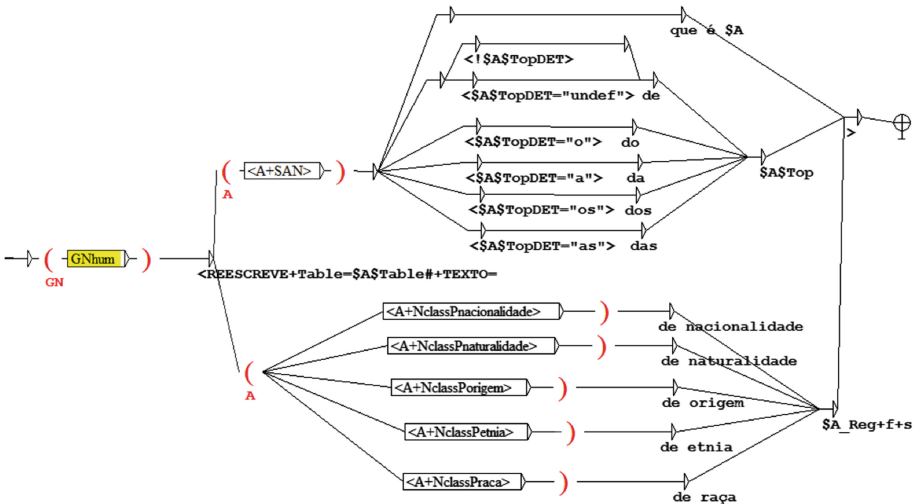 que é $A
<!$A$TopDET>
<$A$TopDET="undef"> de
<$A$TopDET="o"> do
<A+SAN>
A
<$A$TopDET="a"> da
$A$Top
>
<$A$TopDET="os"> dos
<$A$TopDET="as"> das
GNhum
GN
<REESCREVE+Table=$A$Table#+TEXTO=
<A+NclassPnacionalidade>
de nacionalidade
<A+NclassPnaturalidade>
de naturalidade
A
<A+NclassPorigem>
de origem
$A_Reg+f+s
<A+NclassPetnia>
de etnia
<A+NclassPraca>
de raça